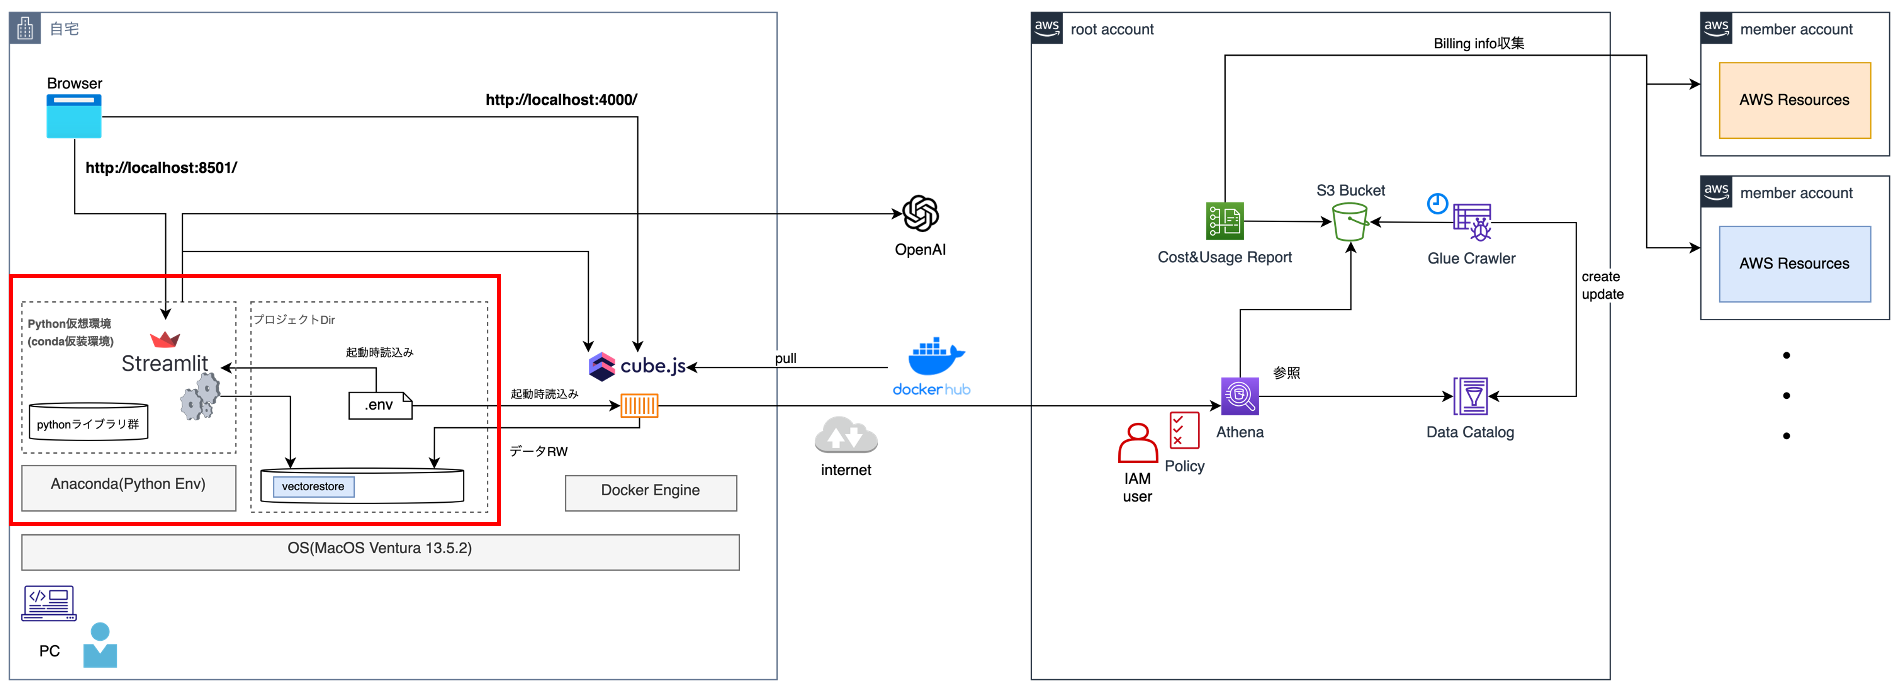 自宅
Browser
http://localhost:4000/
http://localhost:8501/
OpenAI
Python仮想環境
(conda仮装環境)
Streamlit
pythonライブラリ群
Anaconda(Python Env)
プロジェクトDir
起動時読込み
.env
vectorestore
起動時読込み
データRW
cube.js
pull
docker hub
internet
Docker Engine
OS(MacOS Ventura 13.5.2)
</>
PC
aws
root account
Billing info収集
S3 Bucket
Cost&Usage Report
Glue Crawler
create
update
参照
Athena
Data Catalog
IAM
user
Policy
aws
member account
AWS Resources
aws
member account
AWS Resources